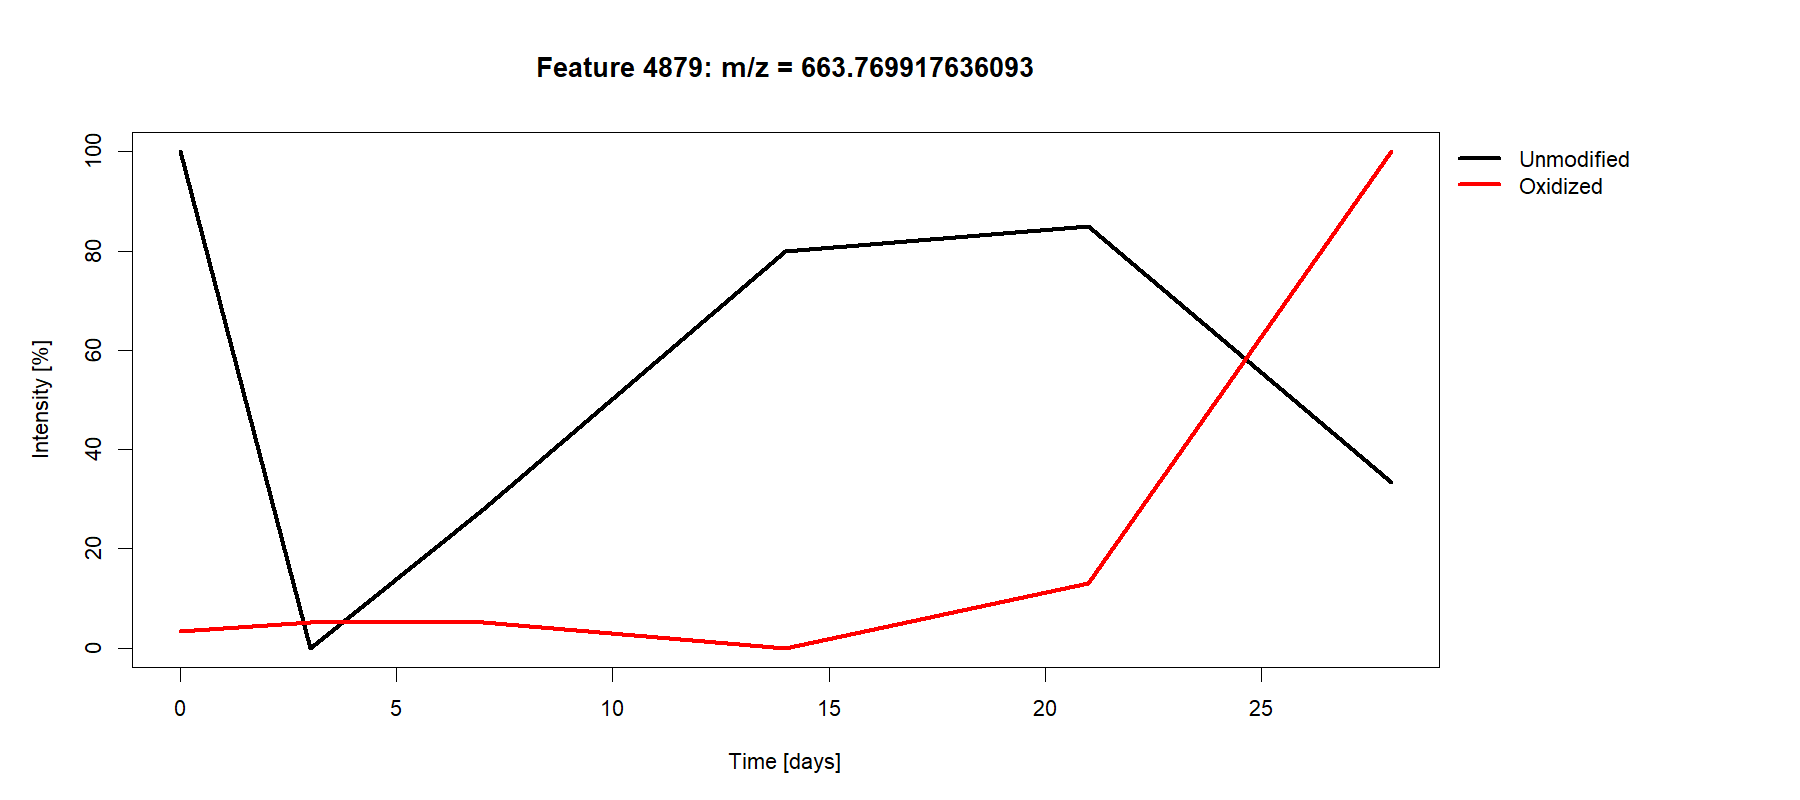 Feature 4879: m/z = 663.769917636093
Unmodified
Oxidized
Intensity [%]
100
80
60
40
20
0
0 5 10 15 20 25
Time [days]